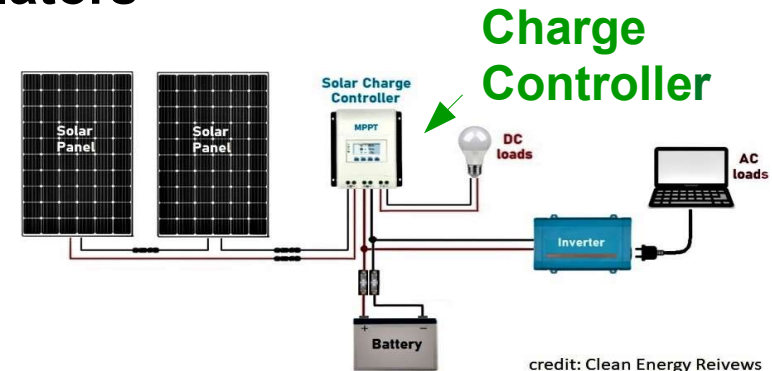 Charge
Controller
Solar Charge
Controller
MPPT
Solar
Panel
Solar
Panel
DC
loads
AC
loads
Inverter
+ −
Battery
credit: Clean Energy Reivews